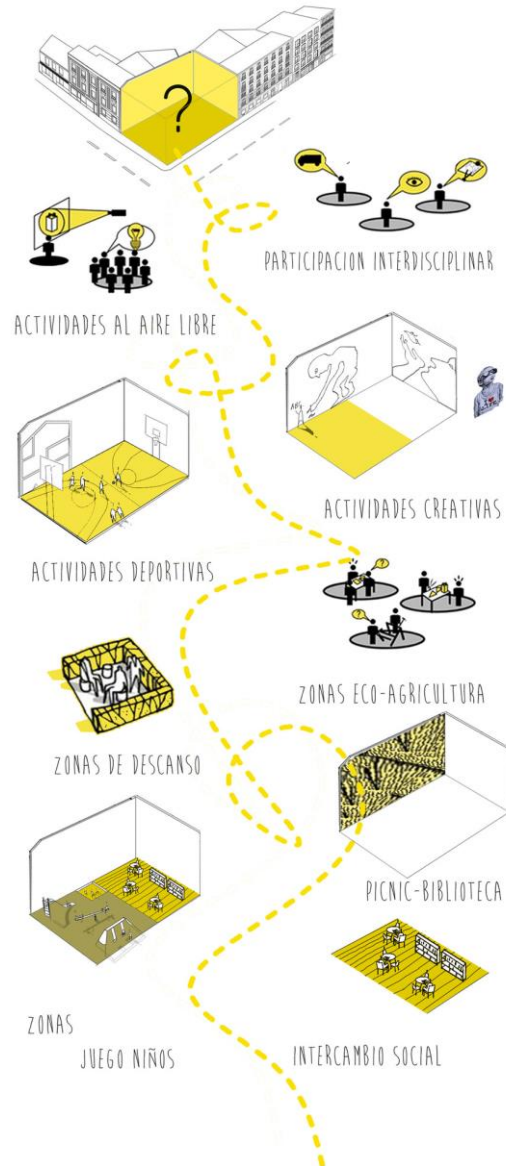 ?
PARTICIPACION INTERDISCIPLINAR
ACTIVIDADES AL AIRE LIBRE
ACTIVIDADES CREATIVAS
ACTIVIDADES DEPORTIVAS
ZONAS ECO-AGRICULTURA
ZONAS DE DESCANSO
PICNIC-BIBLIOTECA
ZONAS
JUEGO NIÑOS
INTERCAMBIO SOCIAL